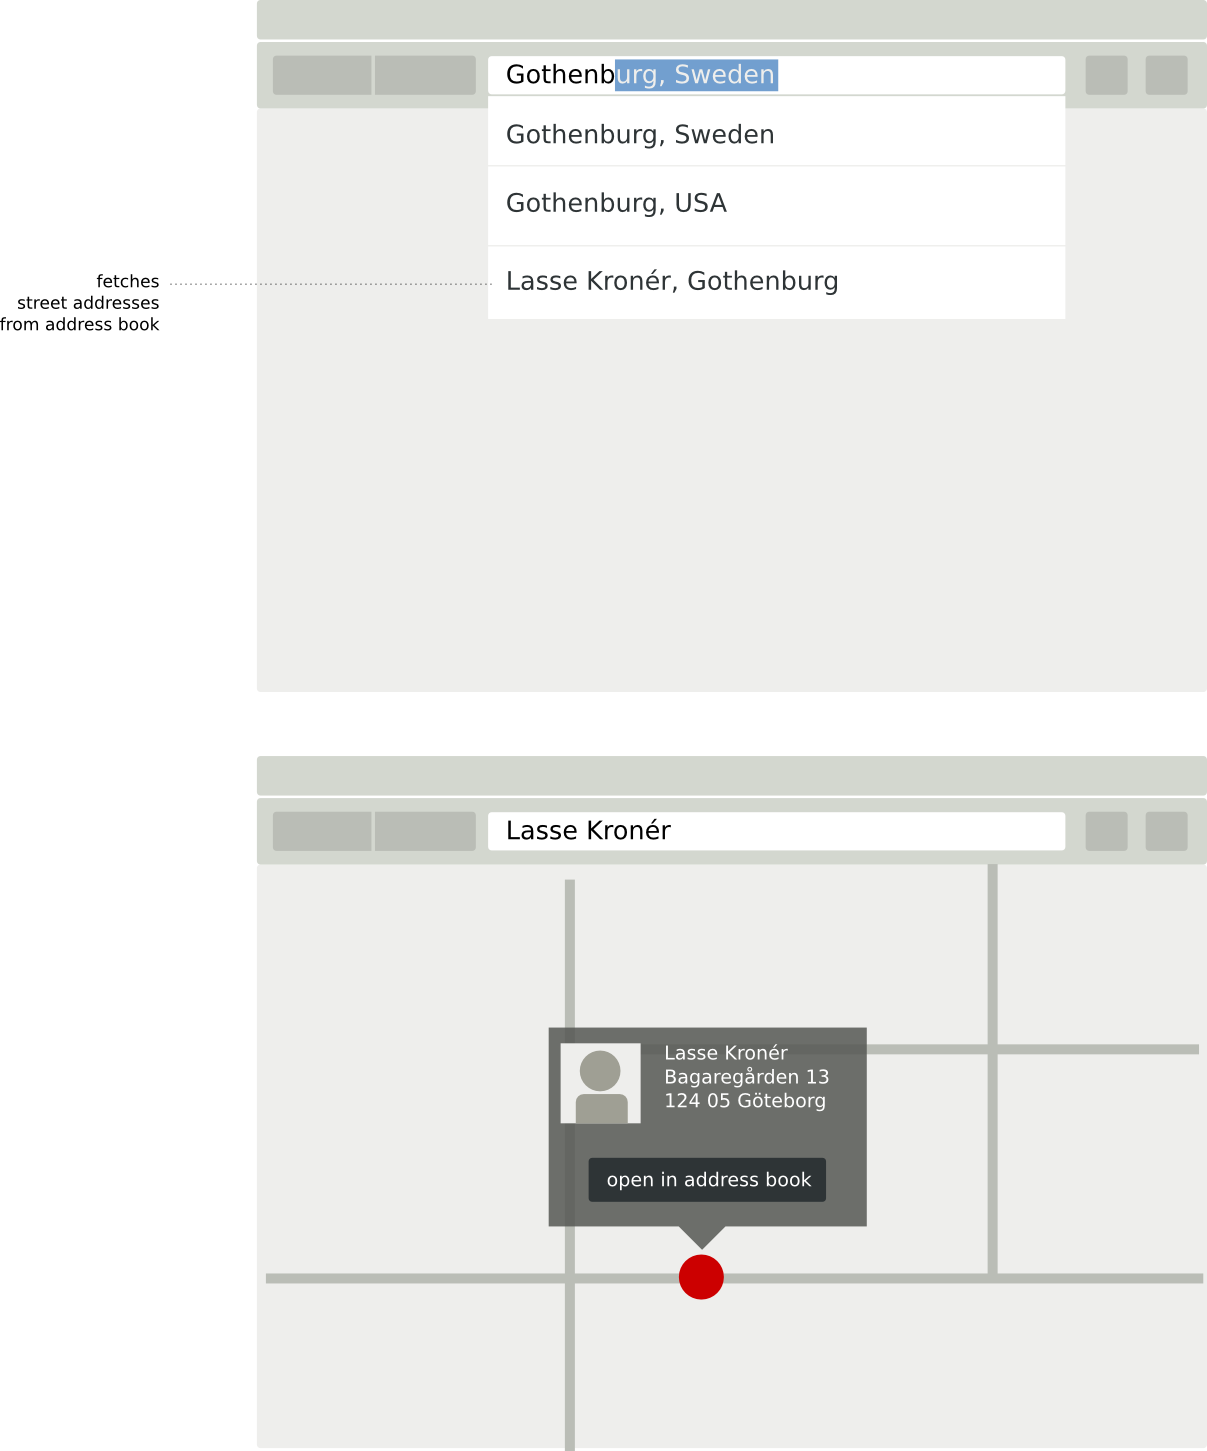 Gothenburg, Sweden
Gothenburg, Sweden
Gothenburg, USA
fetches
street addresses
from address book
Lasse Kronér, Gothenburg
Lasse Kronér
Lasse Kronér
Bagaregården 13
124 05 Göteborg
open in address book